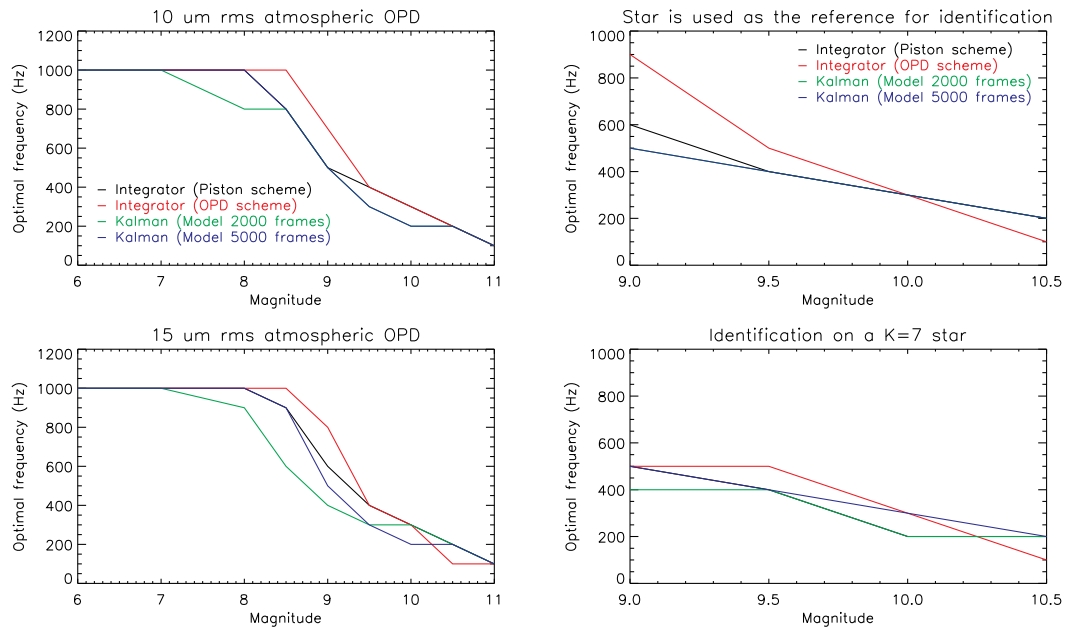 10 um rms atmospheric OPD
Optimal frequency (Hz)
1200
1000
800
600
400
200
0
Integrator (Piston scheme)
Integrator (OPD scheme)
Kalman (Model 2000 frames)
Kalman (Model 5000 frames)
6 7 8 9 10 11
Magnitude
Star is used as the reference for identification
Optimal frequency (Hz)
1000
800
600
400
200
0
Integrator (Piston scheme)
Integrator (OPD scheme)
Kalman (Model 2000 frames)
Kalman (Model 5000 frames)
9.0 9.5 10.0 10.5
Magnitude
15 um rms atmospheric OPD
Optimal frequency (Hz)
1200
1000
800
600
400
200
0
6 7 8 9 10 11
Magnitude
Identification on a K=7 star
Optimal frequency (Hz)
1000
800
600
400
200
0
9.0 9.5 10.0 10.5
Magnitude